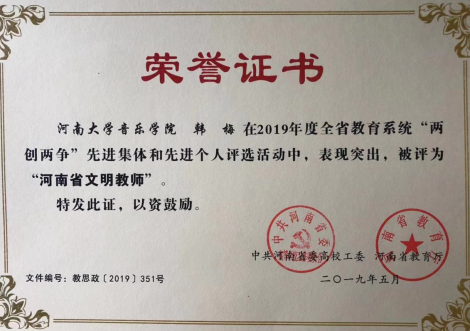 荣誉证书
河南大学音乐学院 韩 梅 在2019年度全省教育系统“两
创两争”先进集体和先进个人评选活动中，表现突出，被评为
“河南省文明教师”。
特发此证，以资鼓励。
中共河南省委高校工委 河南省教育厅
文件编号：教思政〔2019〕351号
二〇一九年五月